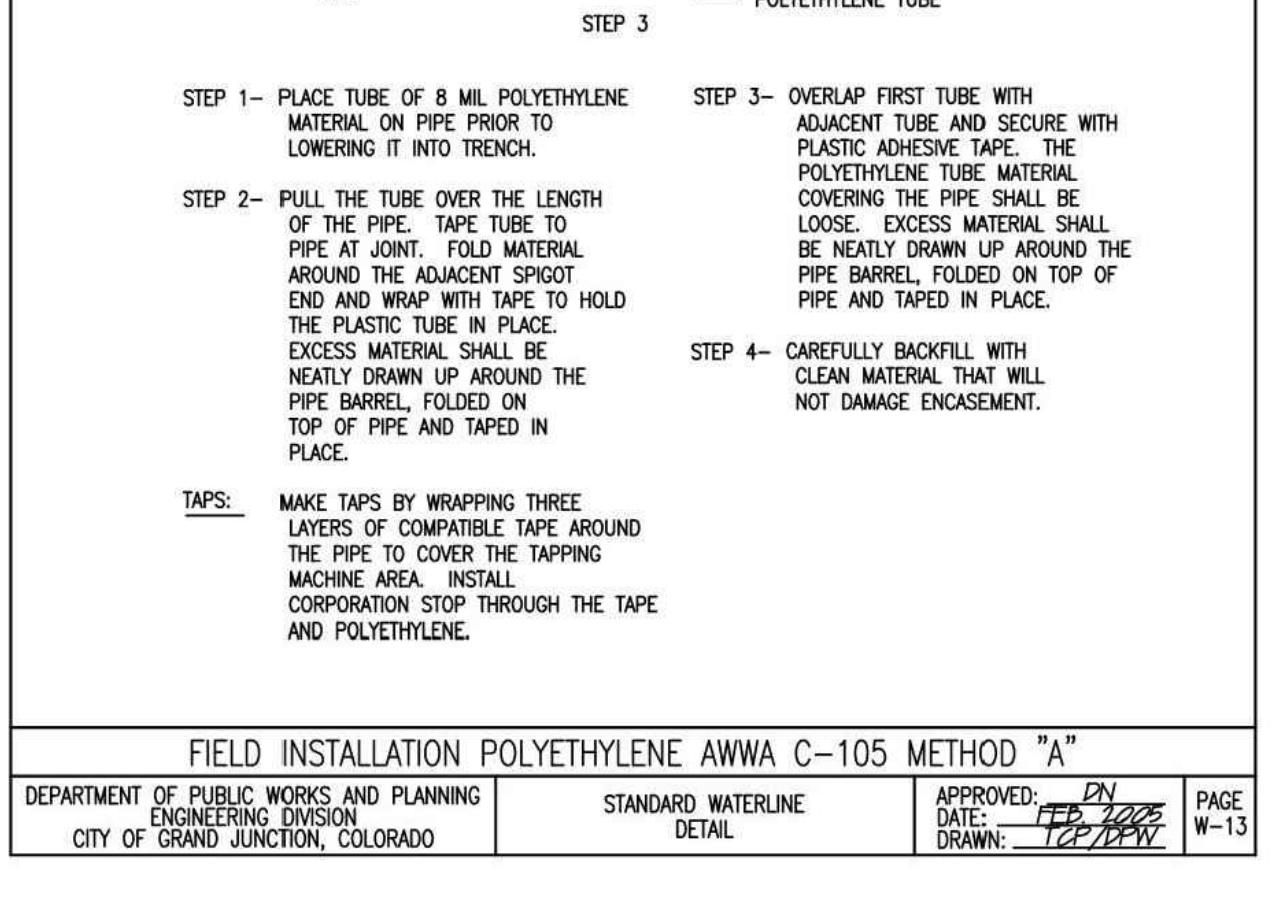 POLYETHYLENE TUBE
STEP 3
STEP 1– PLACE TUBE OF 8 MIL POLYETHYLENE
MATERIAL ON PIPE PRIOR TO
LOWERING IT INTO TRENCH.
STEP 2– PULL THE TUBE OVER THE LENGTH
OF THE PIPE. TAPE TUBE TO
PIPE AT JOINT. FOLD MATERIAL
AROUND THE ADJACENT SPIGOT
END AND WRAP WITH TAPE TO HOLD
THE PLASTIC TUBE IN PLACE.
EXCESS MATERIAL SHALL BE
NEATLY DRAWN UP AROUND THE
PIPE BARREL, FOLDED ON
TOP OF PIPE AND TAPED IN
PLACE.
TAPS: MAKE TAPS BY WRAPPING THREE
LAYERS OF COMPATIBLE TAPE AROUND
THE PIPE TO COVER THE TAPPING
MACHINE AREA. INSTALL
CORPORATION STOP THROUGH THE TAPE
AND POLYETHYLENE.
STEP 3– OVERLAP FIRST TUBE WITH
ADJACENT TUBE AND SECURE WITH
PLASTIC ADHESIVE TAPE. THE
POLYETHYLENE TUBE MATERIAL
COVERING THE PIPE SHALL BE
LOOSE. EXCESS MATERIAL SHALL
BE NEATLY DRAWN UP AROUND THE
PIPE BARREL, FOLDED ON TOP OF
PIPE AND TAPED IN PLACE.
STEP 4– CAREFULLY BACKFILL WITH
CLEAN MATERIAL THAT WILL
NOT DAMAGE ENCASEMENT.
FIELD INSTALLATION POLYETHYLENE AWWA C–105 METHOD "A"
DEPARTMENT OF PUBLIC WORKS AND PLANNING
ENGINEERING DIVISION
CITY OF GRAND JUNCTION, COLORADO
STANDARD WATERLINE
DETAIL
APPROVED: DN
DATE: FEB. 2005
DRAWN: TCP/DPW
PAGE
W–13